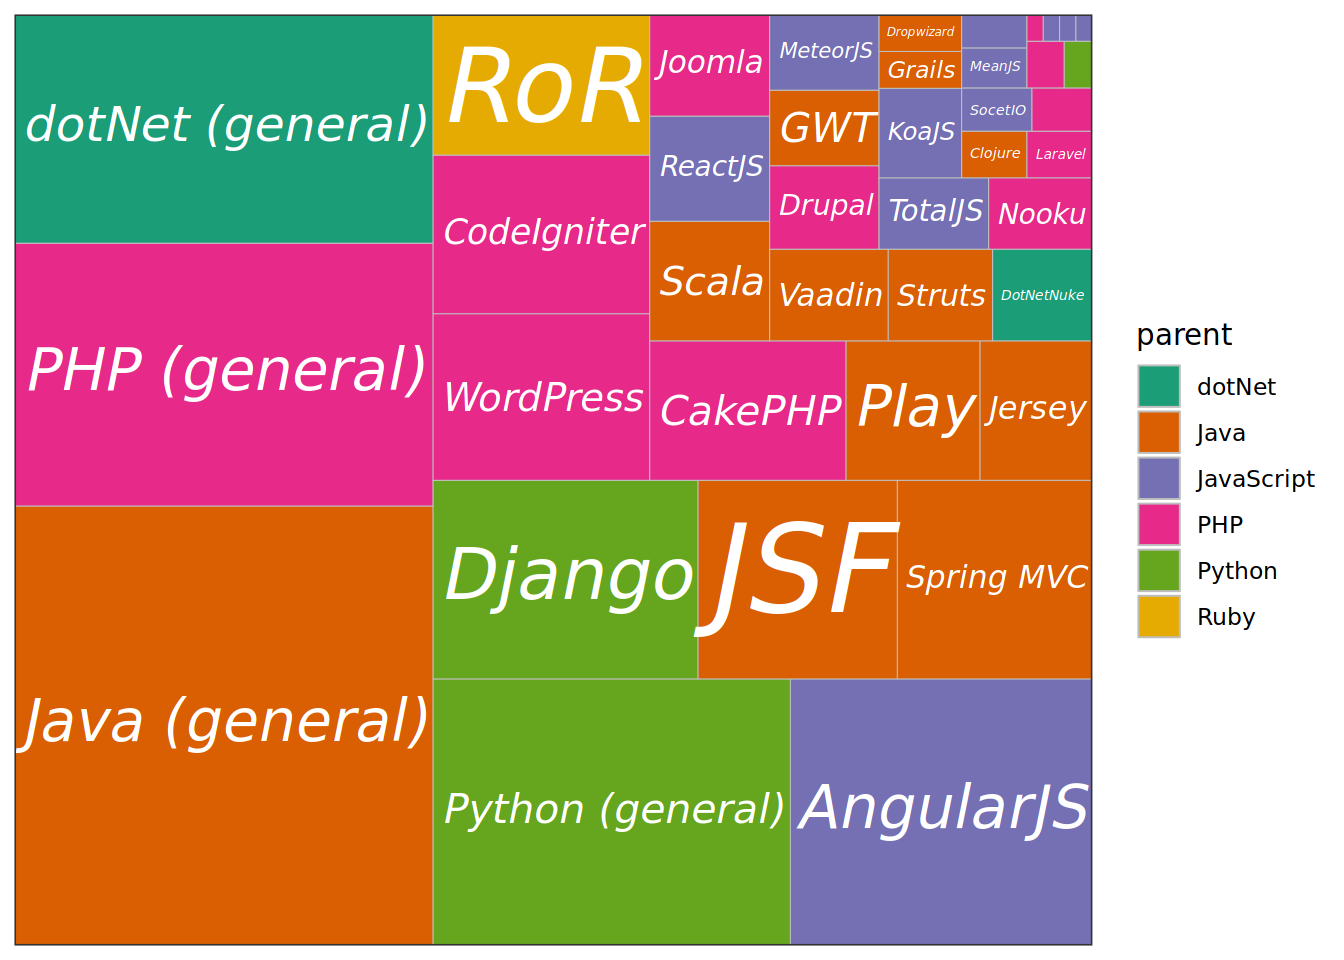 dotNet (general)
PHP (general)
Java (general)
RoR
CodeIgniter
WordPress
Joomla
ReactJS
Scala
MeteorJS
GWT
Drupal
Dropwizard
Grails
KoaJS
TotalJS
MeanJS
SocetIO
Clojure
Laravel
Nooku
Vaadin
Struts
DotNetNuke
CakePHP
Play
Jersey
Django
JSF
Spring MVC
Python (general)
AngularJS
parent
dotNet
Java
JavaScript
PHP
Python
Ruby